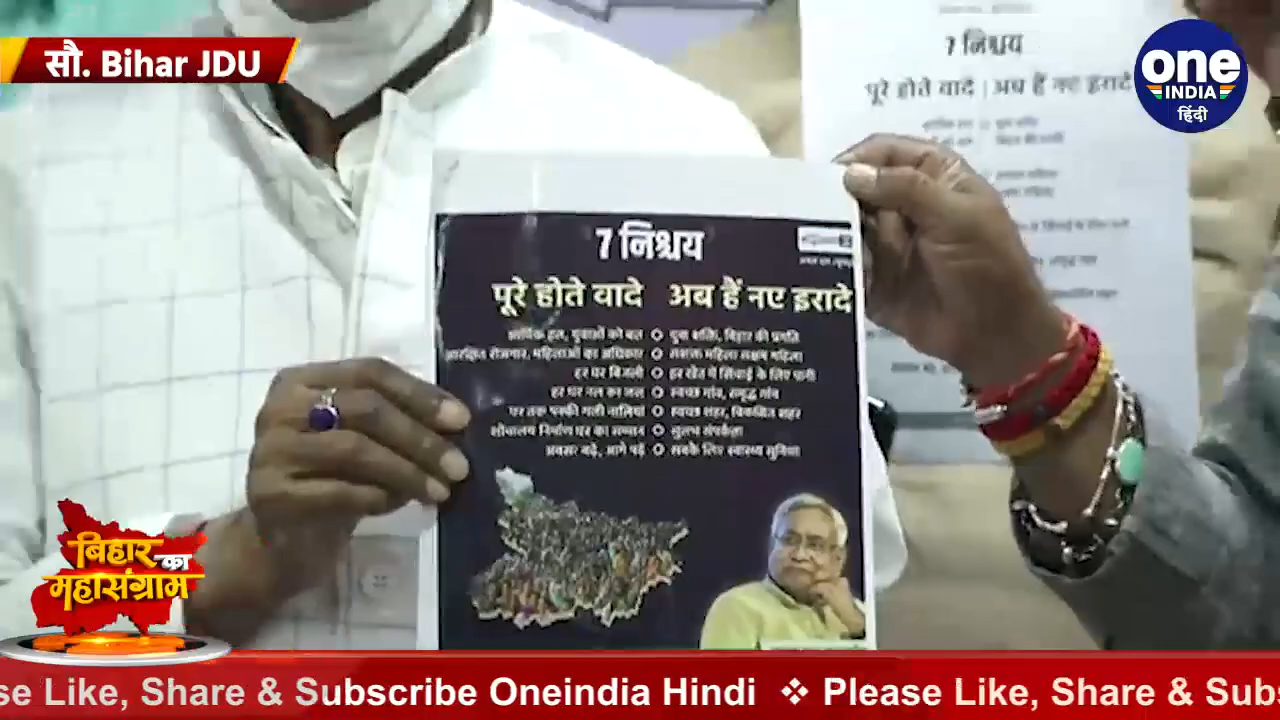 सौ. Bihar JDU
one
INDIA
हिंदी
7 निश्चय
पूरे होते वादे | अब हैं नए इरादे
7 निश्चय
पूरे होते वादे अब हैं नए इरादे
आर्थिक हल, युवाओं को बल युवा शक्ति, बिहार की प्रगति
आरक्षित रोजगार, महिलाओं का अधिकार सशक्त महिला सक्षम महिला
हर घर बिजली हर खेत में सिंचाई के लिए पानी
हर घर नल का जल स्वच्छ गांव, समृद्ध गांव
घर तक पक्की गली नालियां स्वच्छ शहर, विकसित शहर
शौचालय निर्माण घर का सम्मान सुलभ संपर्कता
अवसर बढ़े, आगे पढ़ें सबके लिए स्वास्थ्य सुविधा
बिहार का
महासंग्राम
se Like, Share & Subscribe Oneindia Hindi ❖ Please Like, Share & Subs